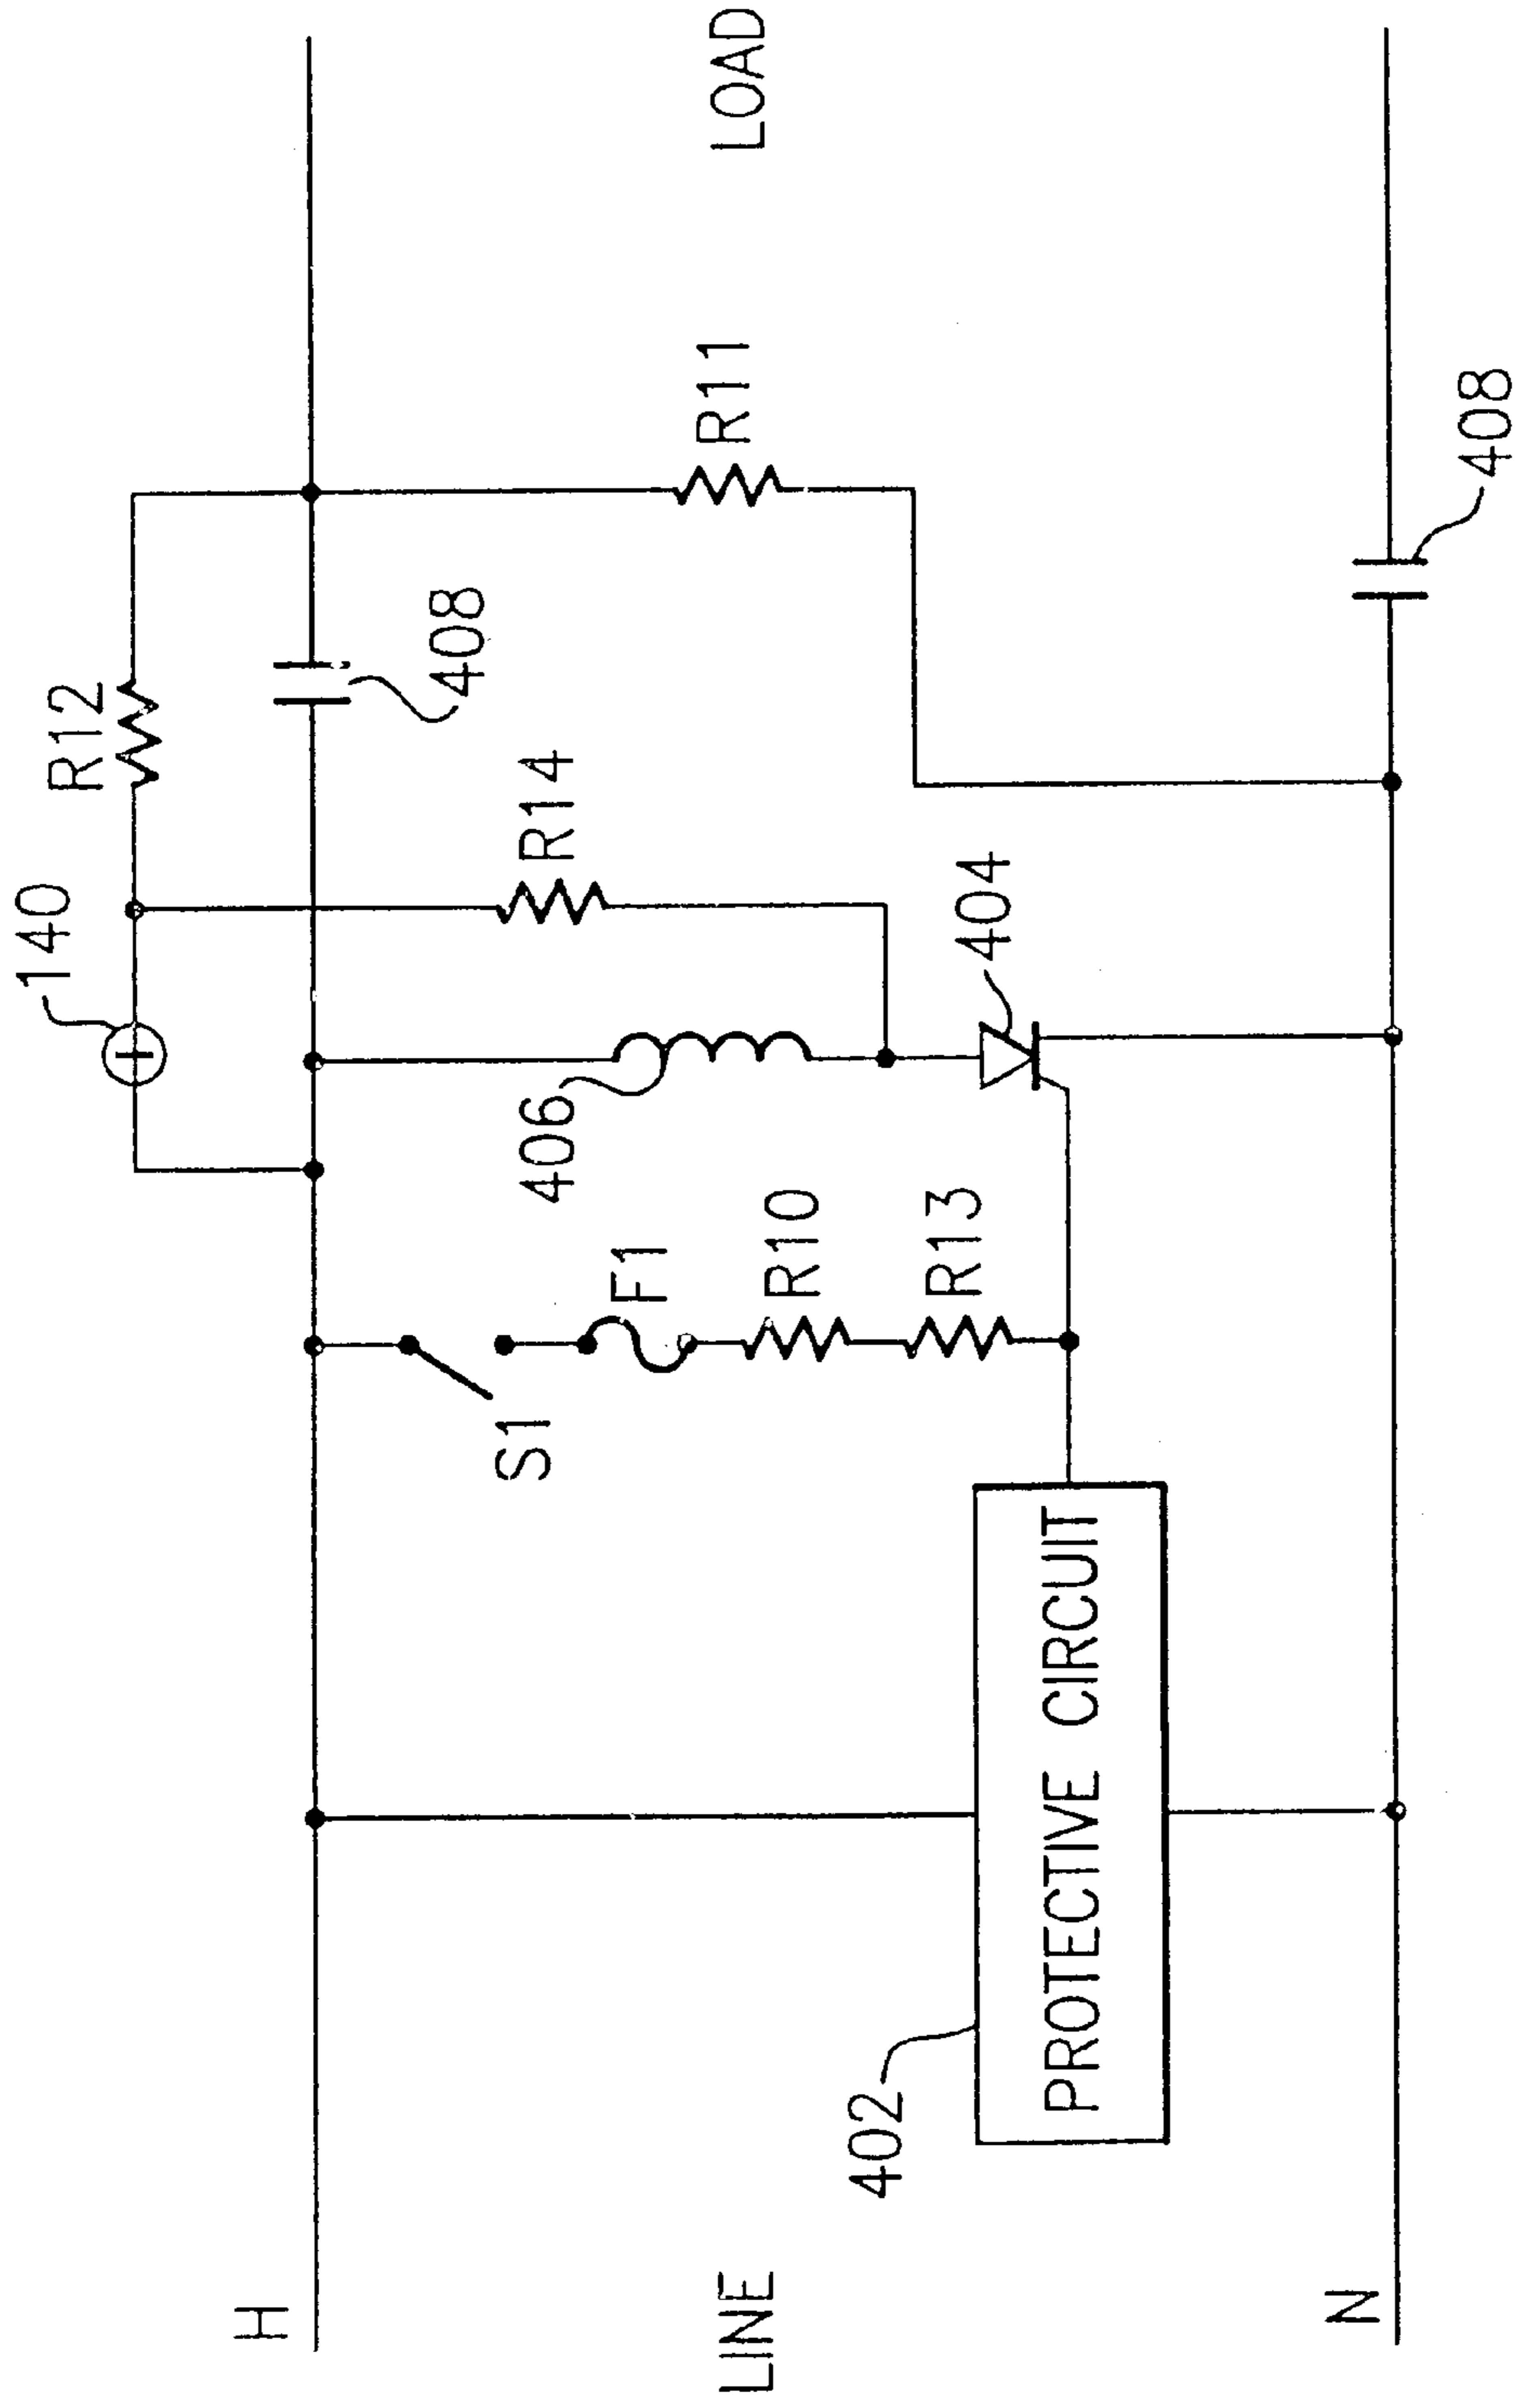 140
R12
H
408
R14
R11
LINE
S1
F1
406
R10
R13
404
LOAD
402
PROTECTIVE CIRCUIT
N
408